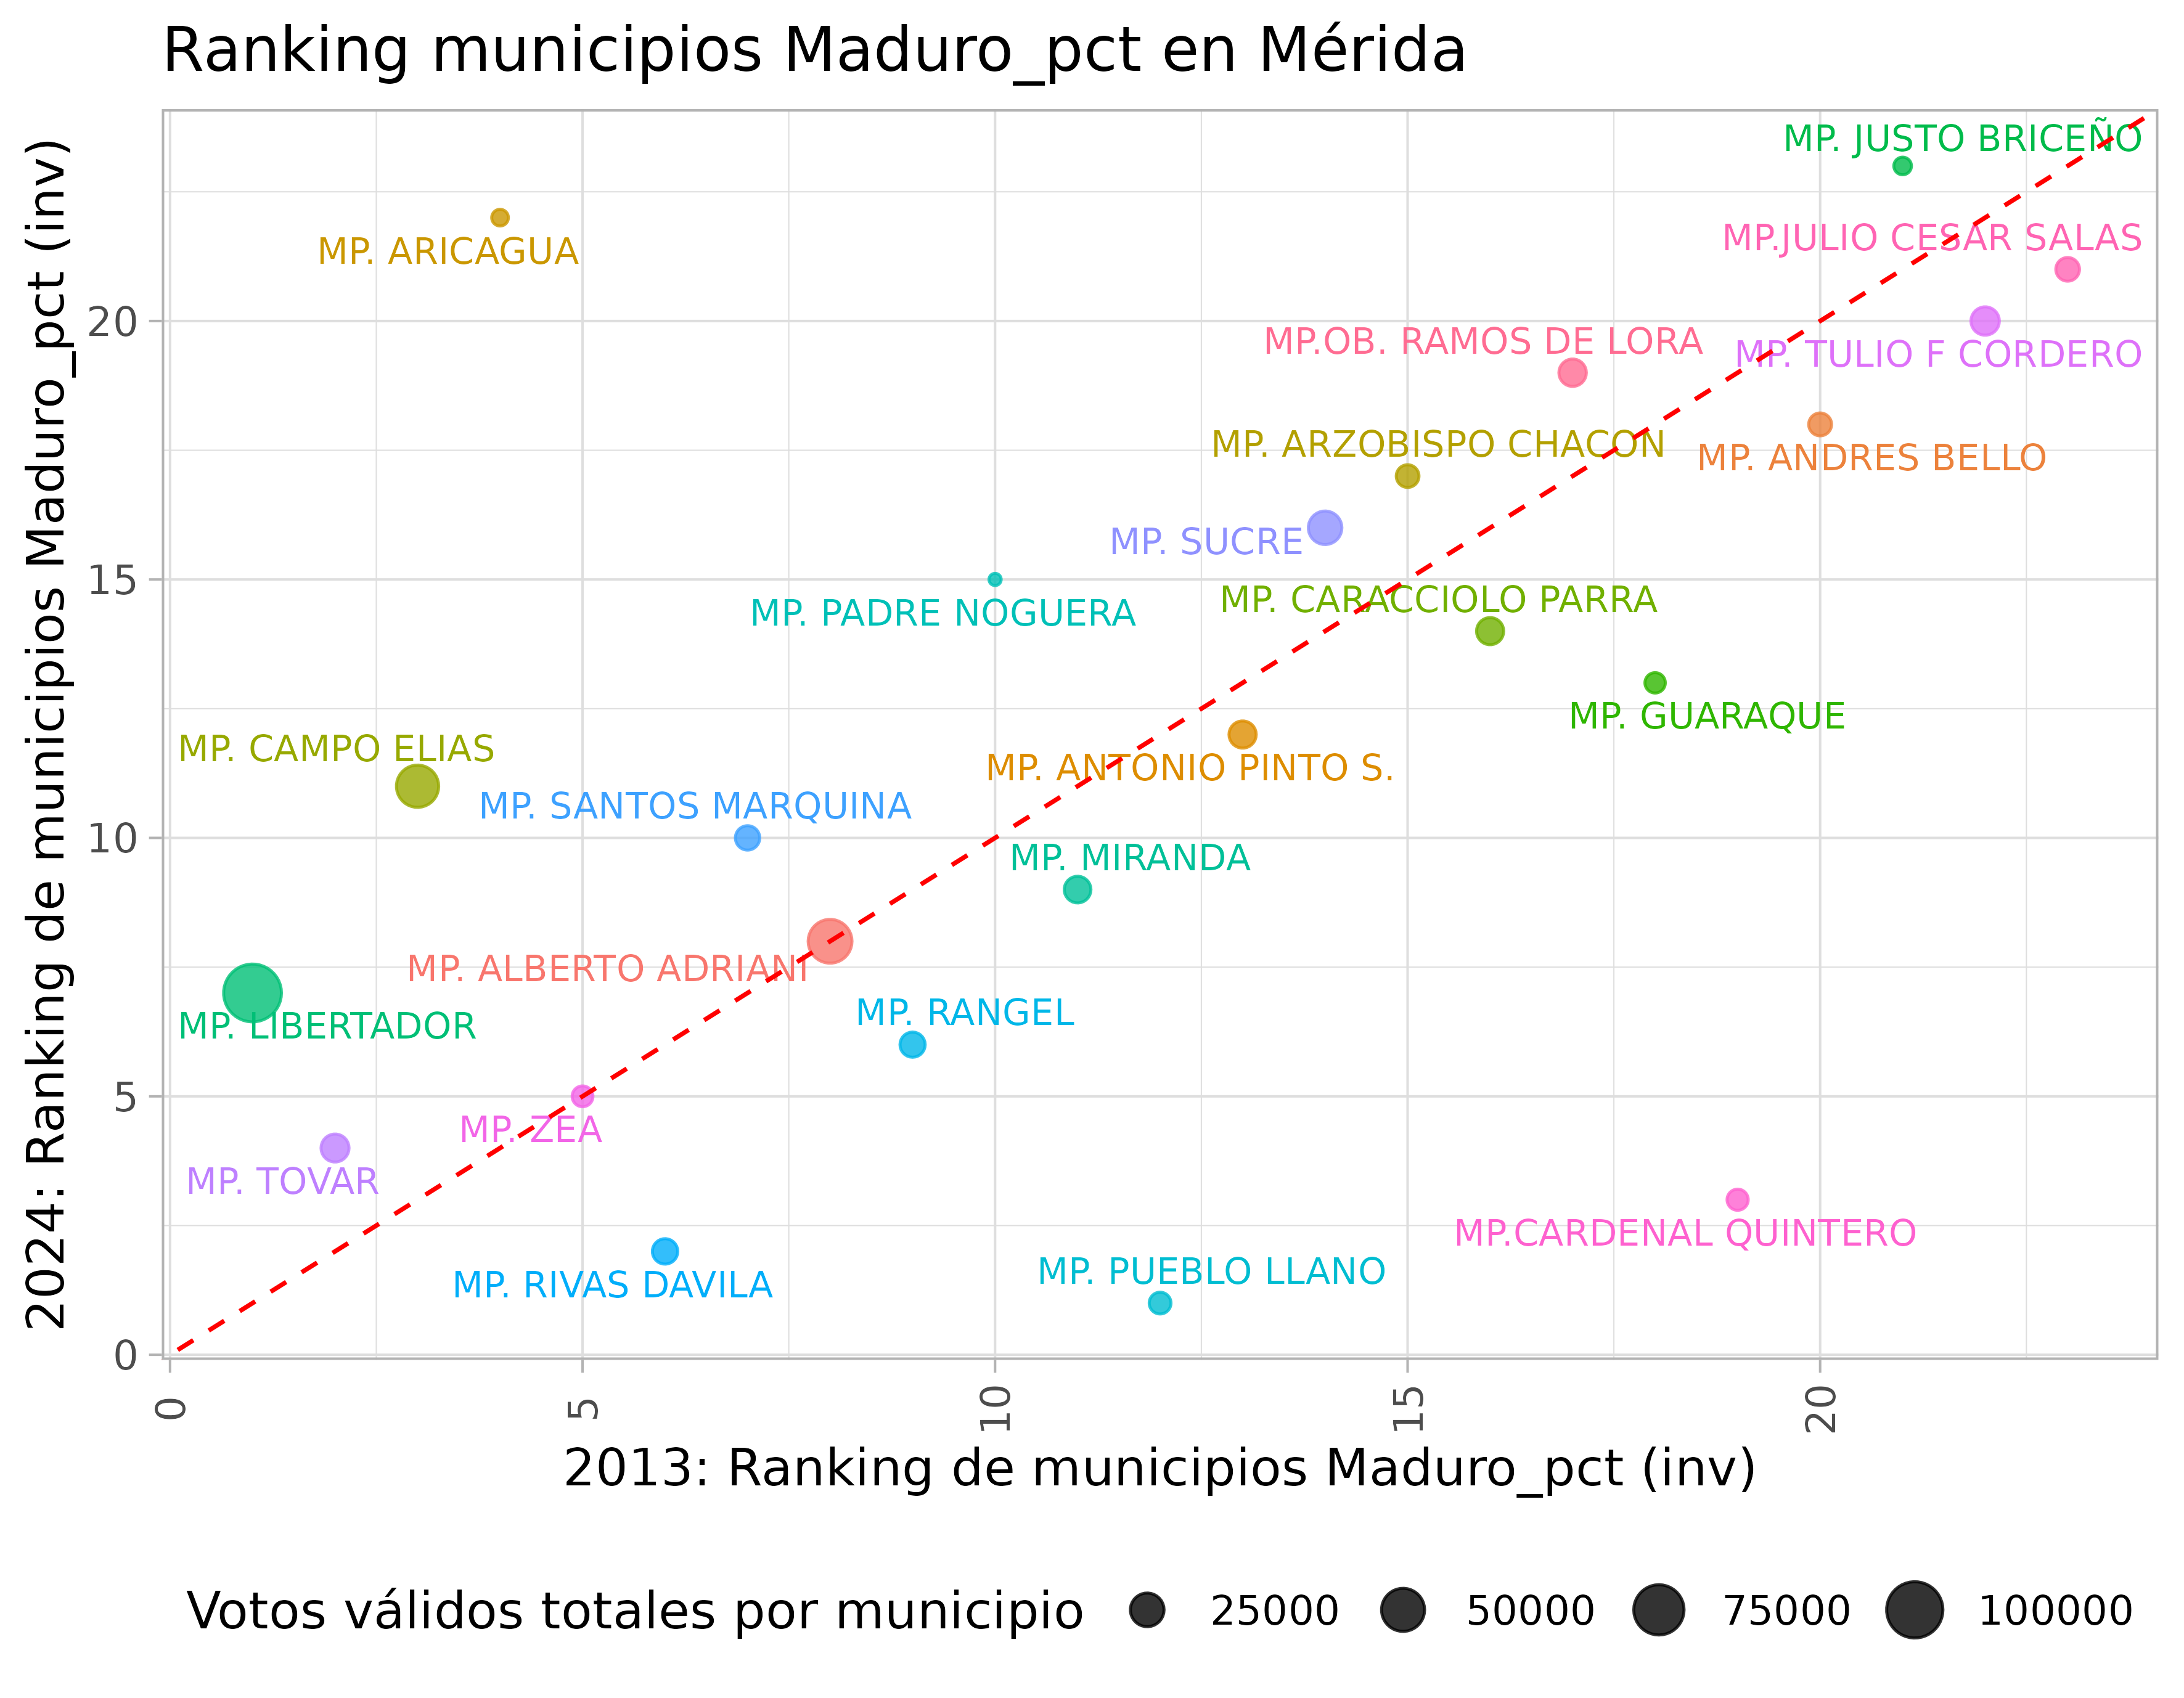 Ranking municipios Maduro_pct en Mérida
2024: Ranking de municipios Maduro_pct (inv)
MP. JUSTO BRICEÑO
MP.JULIO CESAR SALAS
MP. ARICAGUA
20
MP.OB. RAMOS DE LORA
MP. TULIO F CORDERO
MP. ARZOBISPO CHACON
MP. ANDRES BELLO
MP. SUCRE
15
MP. CARACCIOLO PARRA
MP. PADRE NOGUERA
MP. GUARAQUE
MP. CAMPO ELIAS
MP. ANTONIO PINTO S.
MP. SANTOS MARQUINA
10
MP. MIRANDA
MP. ALBERTO ADRIANI
MP. RANGEL
MP. LIBERTADOR
5
MP. ZEA
MP. TOVAR
MP.CARDENAL QUINTERO
MP. PUEBLO LLANO
MP. RIVAS DAVILA
0
0 5 10 15 20
2013: Ranking de municipios Maduro_pct (inv)
Votos válidos totales por municipio 25000 50000 75000 100000